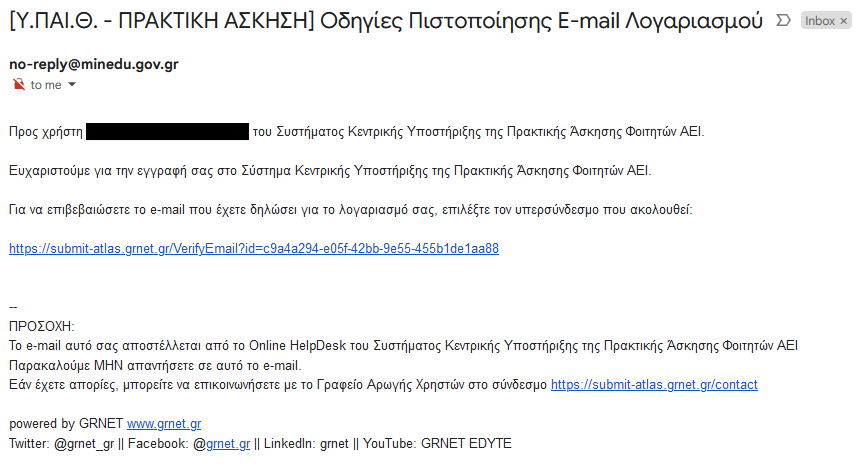 [Υ.ΠΑΙ.Θ. - ΠΡΑΚΤΙΚΗ ΑΣΚΗΣΗ] Οδηγίες Πιστοποίησης E-mail Λογαριασμού Inbox ×
no-reply@minedu.gov.gr
to me
Προς χρήστη του Συστήματος Κεντρικής Υποστήριξης της Πρακτικής Άσκησης Φοιτητών ΑΕΙ.
Ευχαριστούμε για την εγγραφή σας στο Σύστημα Κεντρικής Υποστήριξης της Πρακτικής Άσκησης Φοιτητών ΑΕΙ.
Για να επιβεβαιώσετε το e-mail που έχετε δηλώσει για το λογαριασμό σας, επιλέξτε τον υπερσύνδεσμο που ακολουθεί:
https://submit-atlas.grnet.gr/VerifyEmail?id=c9a4a294-e05f-42bb-9e55-455b1de1aa88
--
ΠΡΟΣΟΧΗ:
Το e-mail αυτό σας αποστέλλεται από το Online HelpDesk του Συστήματος Κεντρικής Υποστήριξης της Πρακτικής Άσκησης Φοιτητών ΑΕΙ
Παρακαλούμε ΜΗΝ απαντήσετε σε αυτό το e-mail.
Εάν έχετε απορίες, μπορείτε να επικοινωνήσετε με το Γραφείο Αρωγής Χρηστών στο σύνδεσμο https://submit-atlas.grnet.gr/contact
powered by GRNET www.grnet.gr
Twitter: @grnet_gr || Facebook: @grnet.gr || LinkedIn: grnet || YouTube: GRNET EDYTE